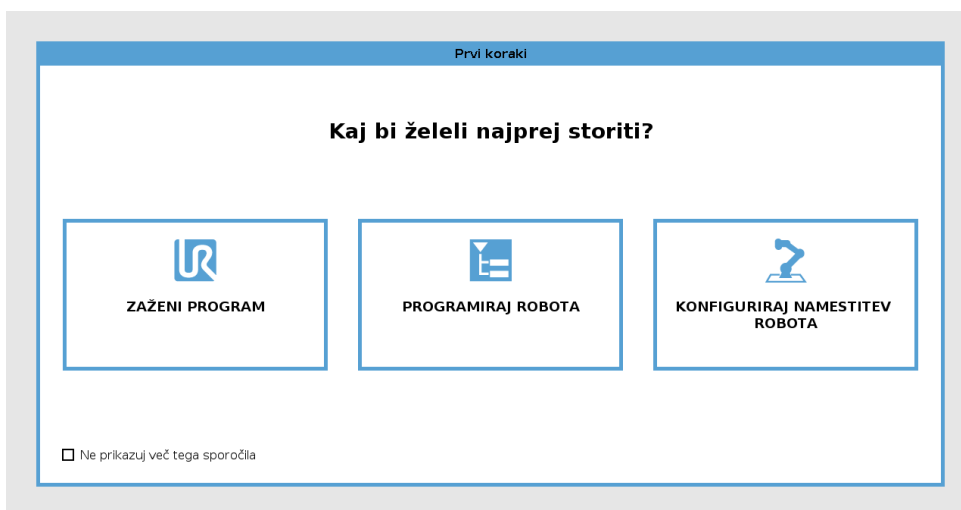 Prvi koraki
Kaj bi želeli najprej storiti?
UR
ZAŽENI PROGRAM
PROGRAMIRAJ ROBOTA
KONFIGURIRAJ NAMESTITEV
ROBOTA
Ne prikazuj več tega sporočila